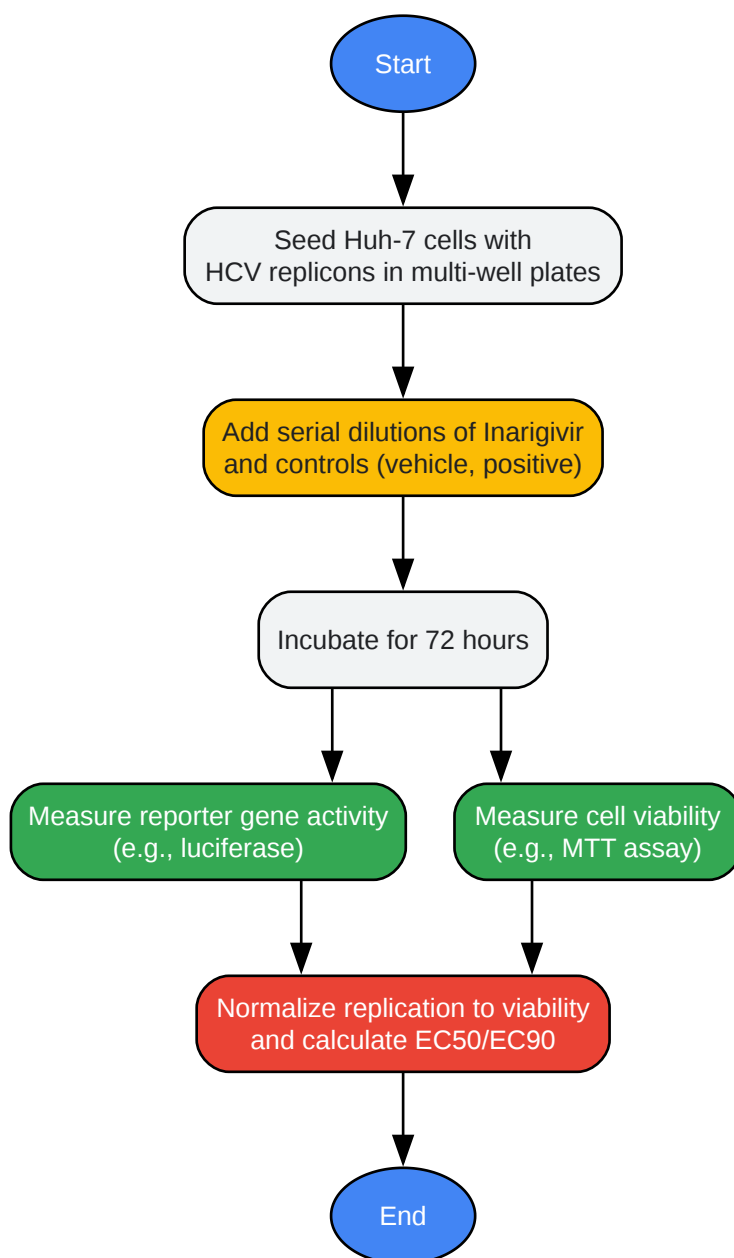 Start
Seed Huh-7 cells with
HCV replicons in multi-well plates
Add serial dilutions of Inarigivir
and controls (vehicle, positive)
Incubate for 72 hours
Measure reporter gene activity
(e.g., luciferase)
Measure cell viability
(e.g., MTT assay)
Normalize replication to viability
and calculate EC50/EC90
End